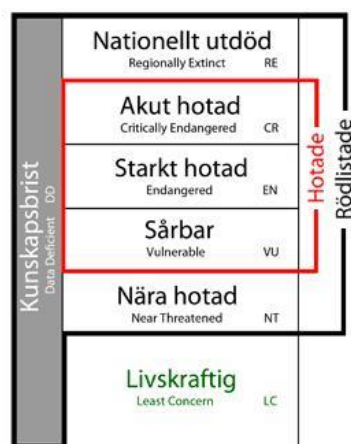 Nationellt utdöd
Regionally Extinct RE
Akut hotad
Critically Endangered CR
Starkt hotad
Endangered EN
Sårbar
Vulnerable VU
Nära hotad
Near Threatened NT
Livskraftig
Least Concern LC
Kunskapsbrist
Data Deficient DD
Hotade
Rödlistade